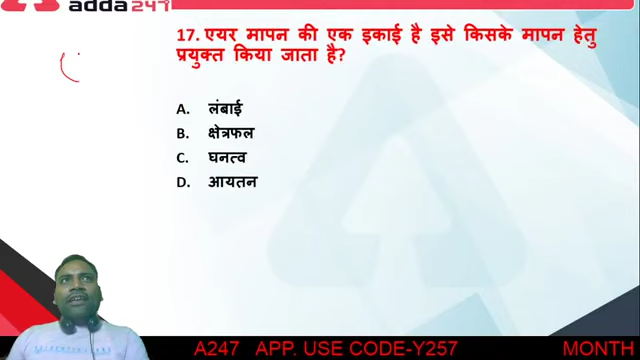 adda247
17. एयर मापन की एक इकाई है इसे किसके मापन हेतु
प्रयुक्त किया जाता है?
A. लंबाई
B. क्षेत्रफल
C. घनत्व
D. आयतन
A247 APP. USE CODE-Y257 MONTH